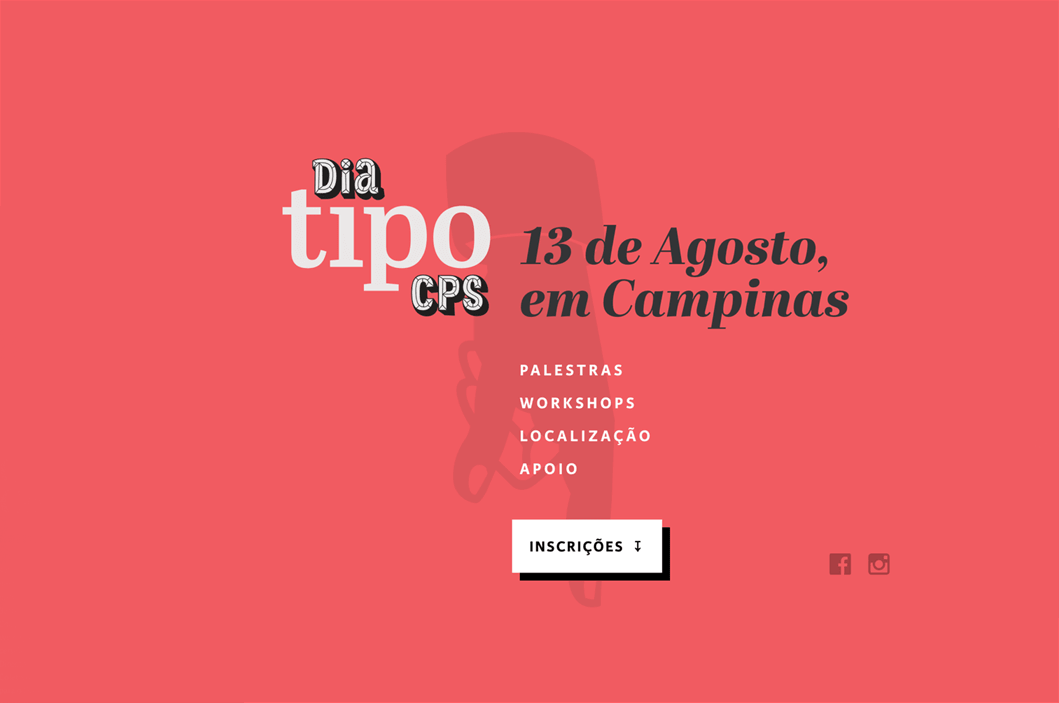 Dia
tipo
CPS
13 de Agosto,
em Campinas
PALESTRAS
WORKSHOPS
LOCALIZAÇÃO
APOIO
INSCRIÇÕES ↧